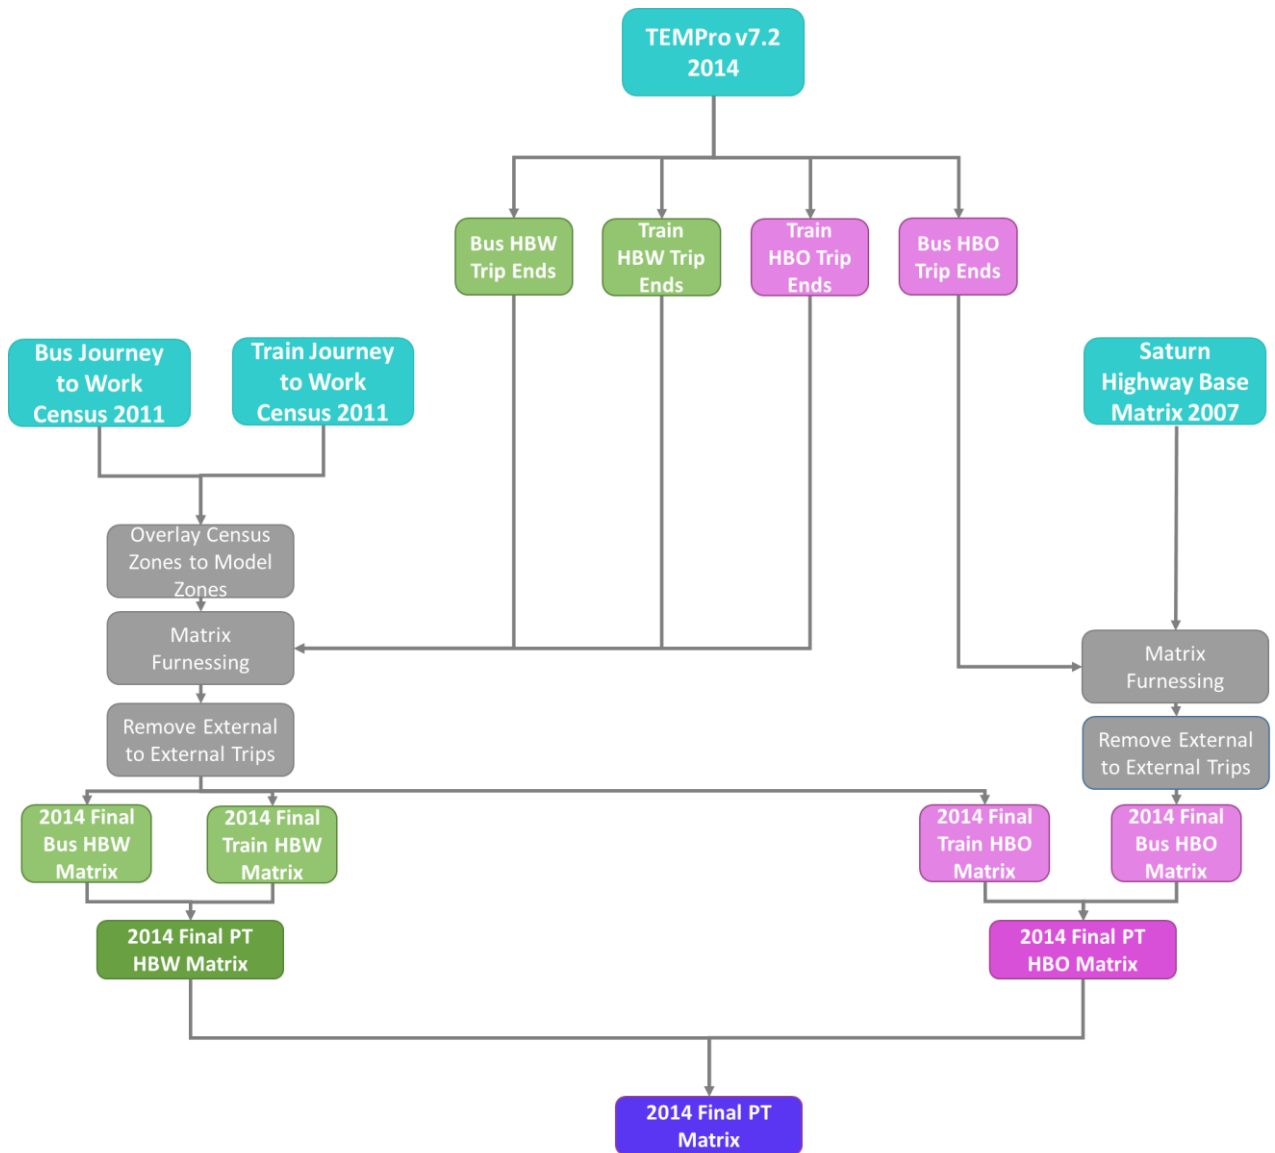 TEMPro v7.2
2014
Bus HBW
Trip Ends
Train
HBW Trip
Ends
Train
HBO Trip
Ends
Bus HBO
Trip Ends
Bus Journey
to Work
Census 2011
Train Journey
to Work
Census 2011
Saturn
Highway Base
Matrix 2007
Overlay Census
Zones to Model
Zones
Matrix
Furnessing
Matrix
Furnessing
Remove External
to External Trips
Remove External
to External Trips
2014 Final
Bus HBW
Matrix
2014 Final
Train HBW
Matrix
2014 Final
Train HBO
Matrix
2014 Final
Bus HBO
Matrix
2014 Final PT
HBW Matrix
2014 Final PT
HBO Matrix
2014 Final PT
Matrix